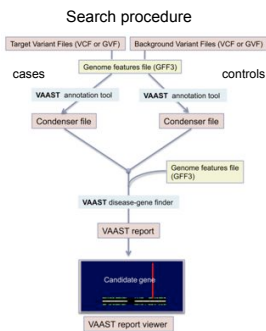 Search procedure
Target Variant Files (VCF or GVF)
Background Variant Files (VCF or GVF)
Genome features file (GFF3)
cases
controls
VAAST annotation tool
VAAST annotation tool
Condenser file
Condenser file
Genome features file
(GFF3)
VAAST disease-gene finder
VAAST report
Candidate gene
VAAST report viewer